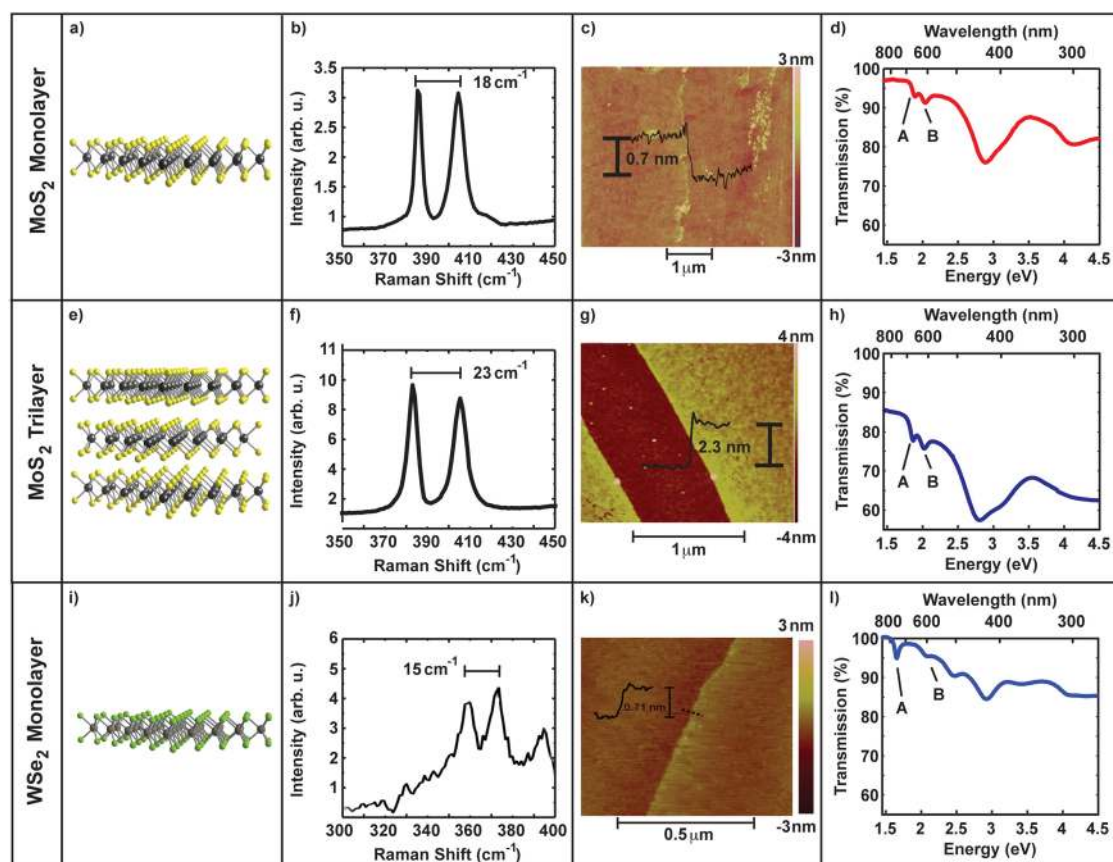 MoS2 Monolayer
a)
b)
Intensity (arb. u.)
3.5
3
2.5
2
1.5
1
18 cm-1
350 370 390 410 430 450
Raman Shift (cm-1)
c)
3 nm
0.7 nm
1 μm
-3 nm
d)
Wavelength (nm)
800 600 400 300
Transmission (%)
100
90
80
70
60
A
B
1.5 2 2.5 3 3.5 4 4.5
Energy (eV)
MoS2 Trilayer
e)
f)
Intensity (arb. u.)
11
10
8
6
4
2
23 cm-1
350 370 390 410 430 450
Raman Shift (cm-1)
g)
4 nm
2.3 nm
1 μm
-4nm
h)
Wavelength (nm)
800 600 400 300
Transmission (%)
100
90
80
70
60
A
B
1.5 2 2.5 3 3.5 4 4.5
Energy (eV)
WSe2 Monolayer
i)
j)
Intensity (arb. u.)
6
5
4
3
2
1
15 cm-1
300 320 340 360 380 400
Raman Shift (cm-1)
k)
3 nm
0.71 nm
0.5 μm
-3nm
l)
Wavelength (nm)
800 600 400 300
Transmission (%)
100
90
80
70
60
A
B
1.5 2 2.5 3 3.5 4 4.5
Energy (eV)